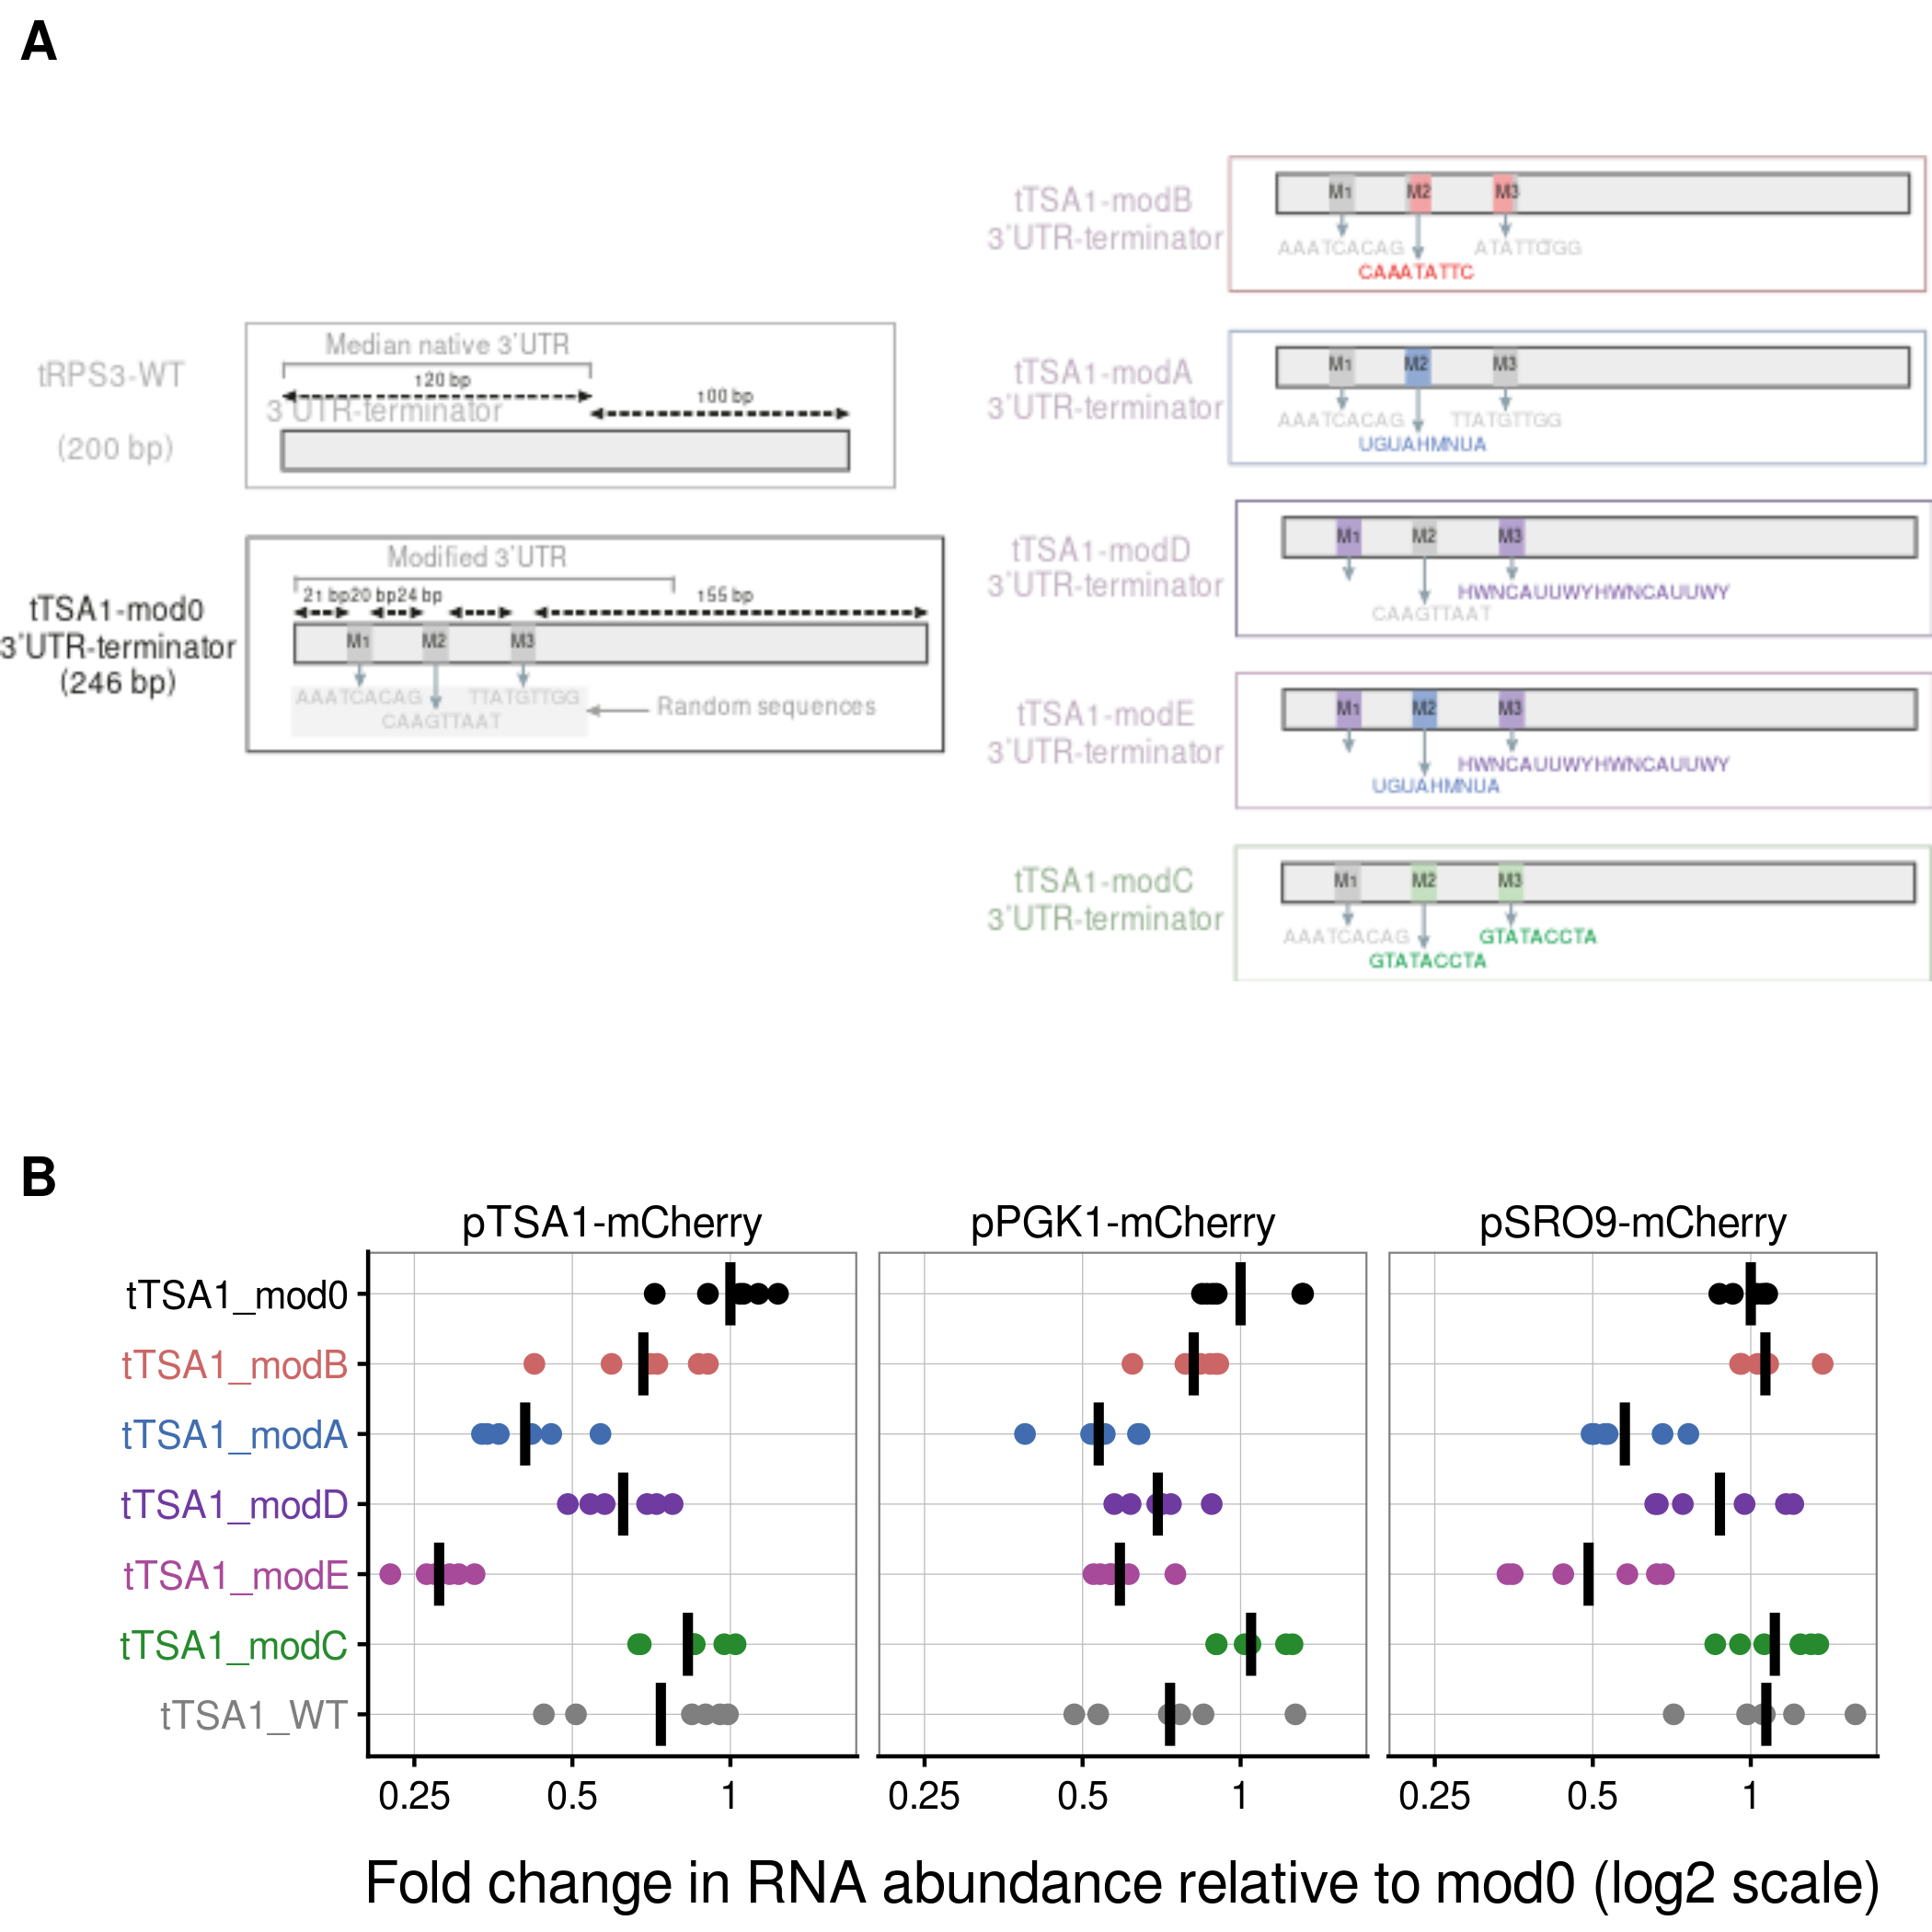 A
tRPS3-WT
3'UTR-terminator
(200 bp)
Median native 3'UTR
120 bp
100 bp
tTSA1-mod0
3'UTR-terminator
(246 bp)
Modified 3'UTR
21 bp 20 bp 24 bp
155 bp
M1 M2 M3
AAATCACAG TTATGTTGG
CAAGTTAAT
Random sequences
tTSA1-modB
3'UTR-terminator
M1 M2 M3
AAATCACAG
CAAATATTC
tTSA1-modA
3'UTR-terminator
M1 M2 M3
AAATCACAG TTATGTTGG
UGUAHMNUA
tTSA1-modD
3'UTR-terminator
M1 M2 M3
HWNCAUUWYHWNCAUUWY
CAAGTTAAT
tTSA1-modE
3'UTR-terminator
M1 M2 M3
HWNCAUUWYHWNCAUUWY
UGUAHMNUA
tTSA1-modC
3'UTR-terminator
M1 M2 M3
AAATCACAG GTATACCTA
GTATACCTA
B
pTSA1-mCherry pPGK1-mCherry pSRO9-mCherry
tTSA1_mod0
tTSA1_modB
tTSA1_modA
tTSA1_modD
tTSA1_modE
tTSA1_modC
tTSA1_WT
0.25 0.5 1 0.25 0.5 1 0.25 0.5 1
Fold change in RNA abundance relative to mod0 (log2 scale)